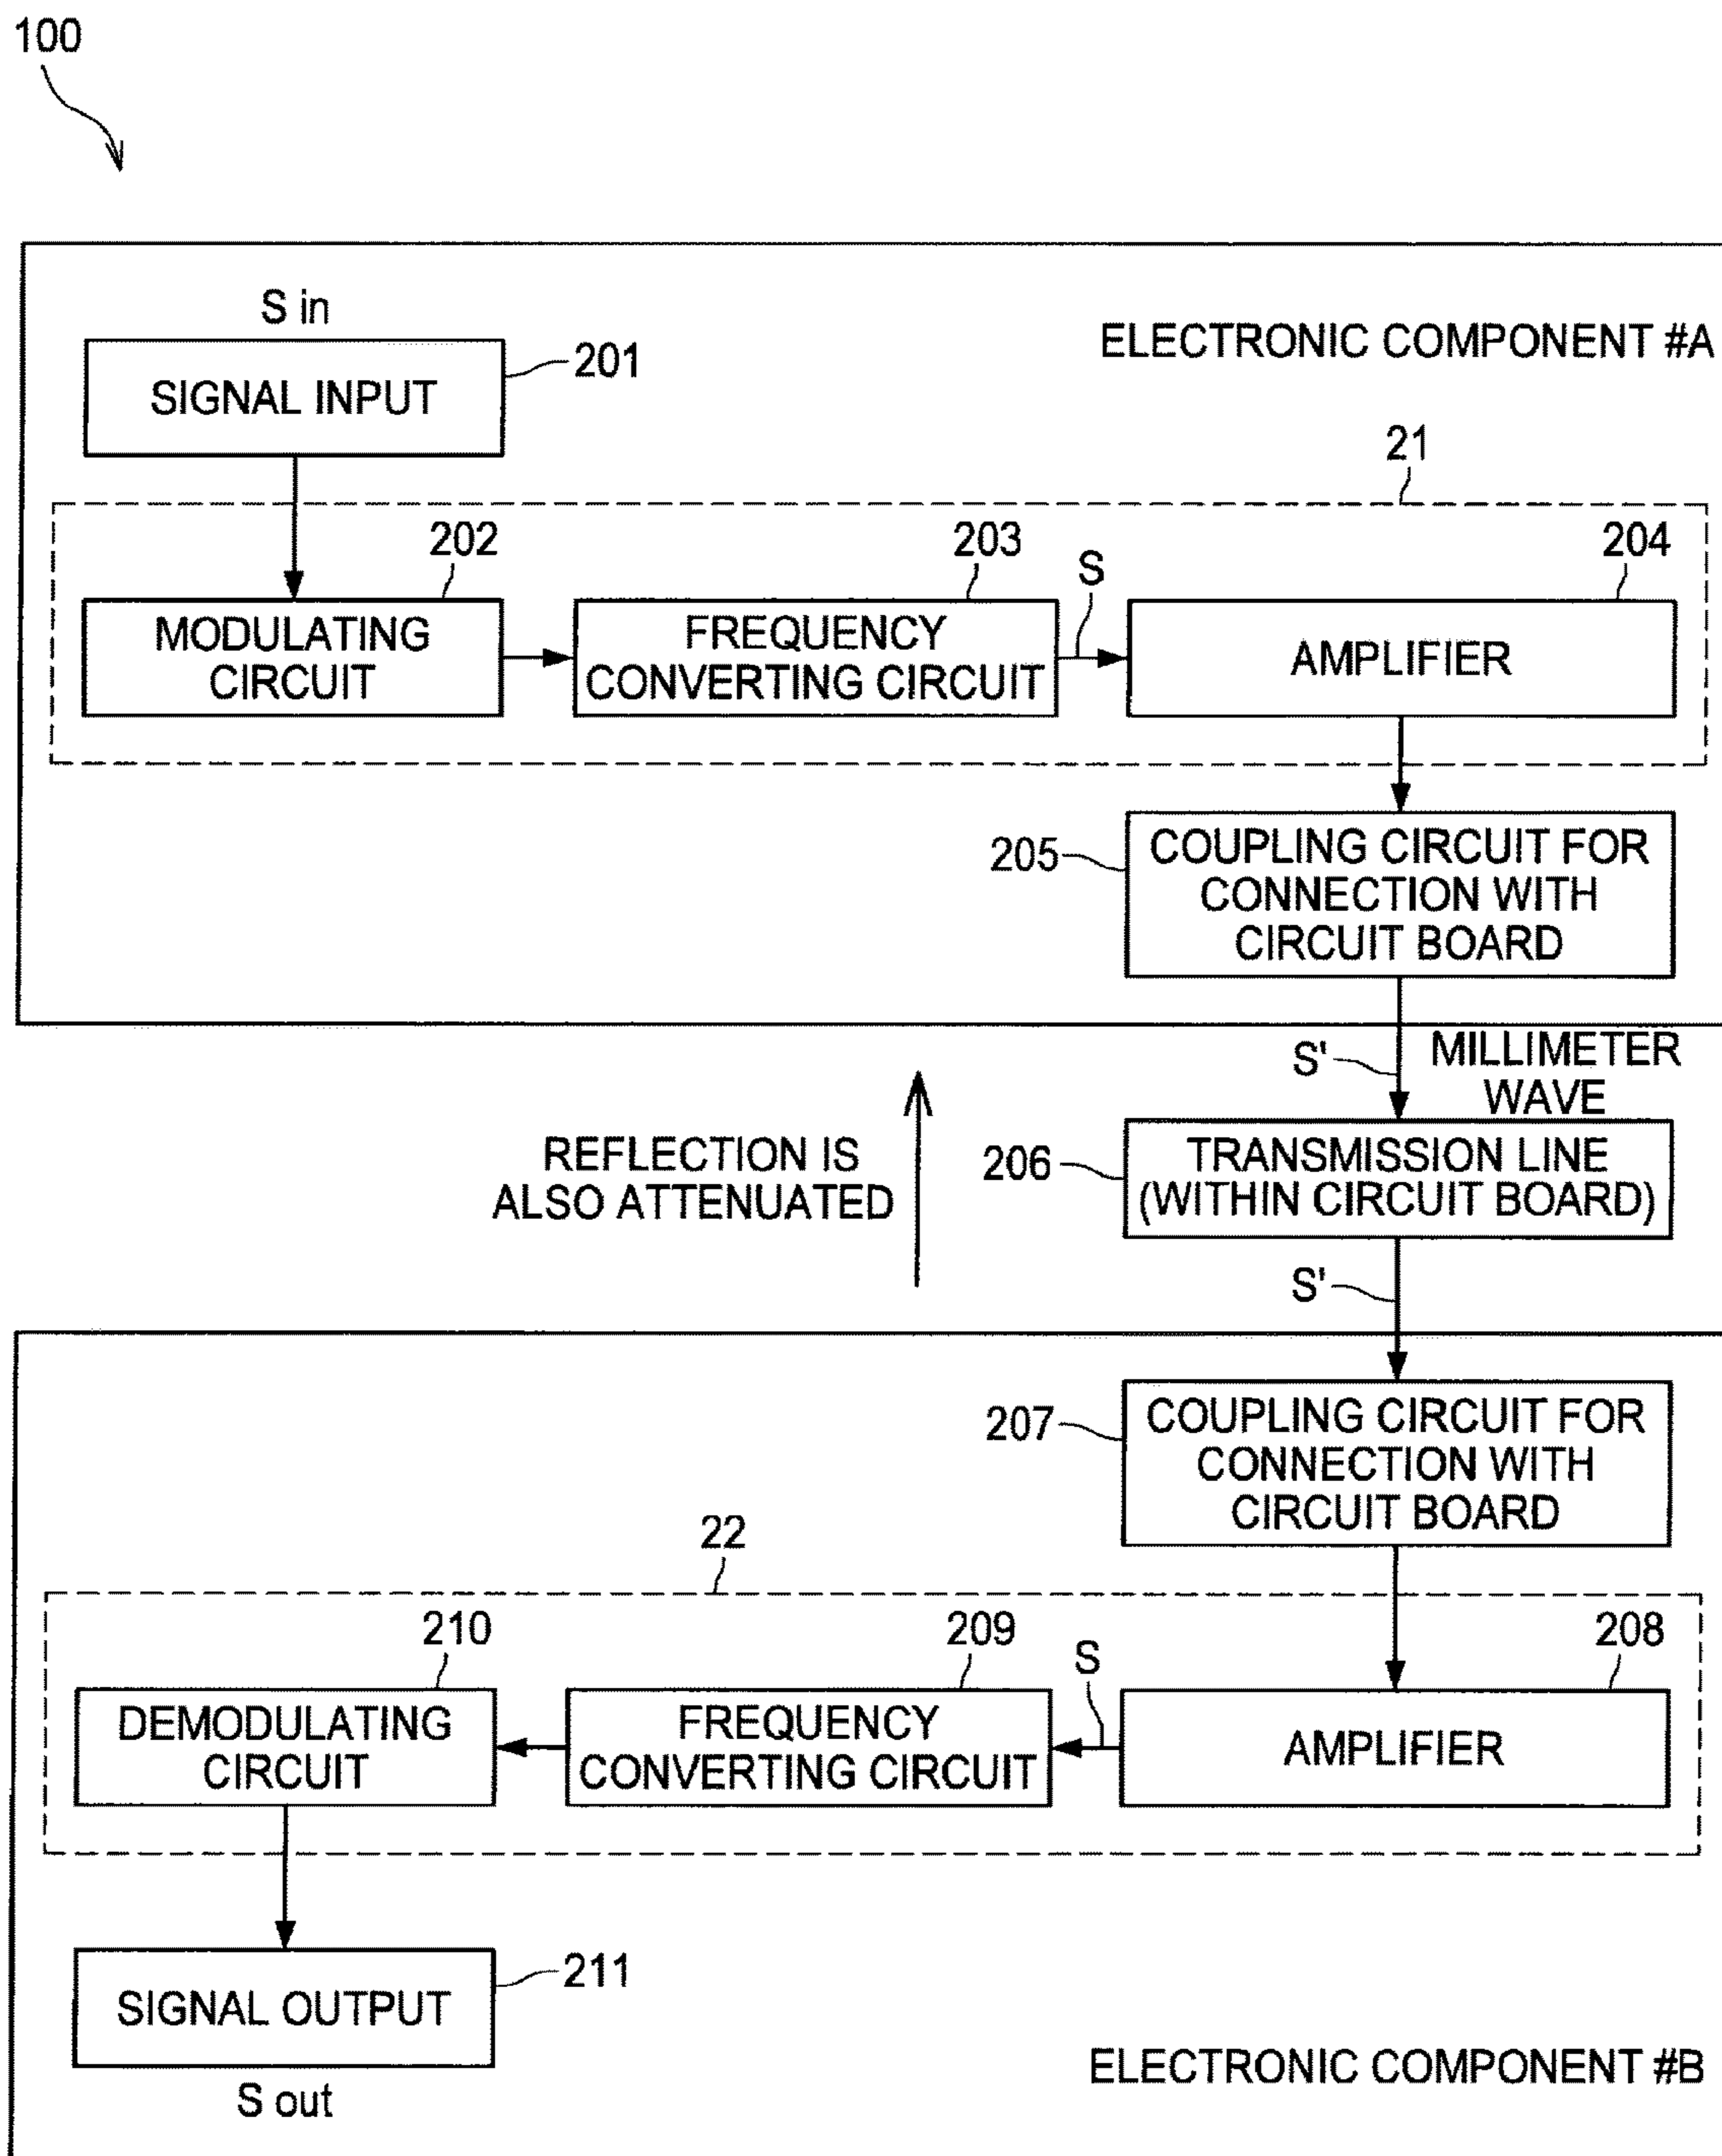 100
S in
SIGNAL INPUT
201
ELECTRONIC COMPONENT #A
21
202
203
204
MODULATING
CIRCUIT
FREQUENCY
CONVERTING CIRCUIT
S
AMPLIFIER
205
COUPLING CIRCUIT FOR
CONNECTION WITH
CIRCUIT BOARD
S'
MILLIMETER
WAVE
REFLECTION IS
ALSO ATTENUATED
206
TRANSMISSION LINE
(WITHIN CIRCUIT BOARD)
S'
207
COUPLING CIRCUIT FOR
CONNECTION WITH
CIRCUIT BOARD
22
210
209
208
DEMODULATING
CIRCUIT
FREQUENCY
CONVERTING CIRCUIT
S
AMPLIFIER
SIGNAL OUTPUT
211
S out
ELECTRONIC COMPONENT #B